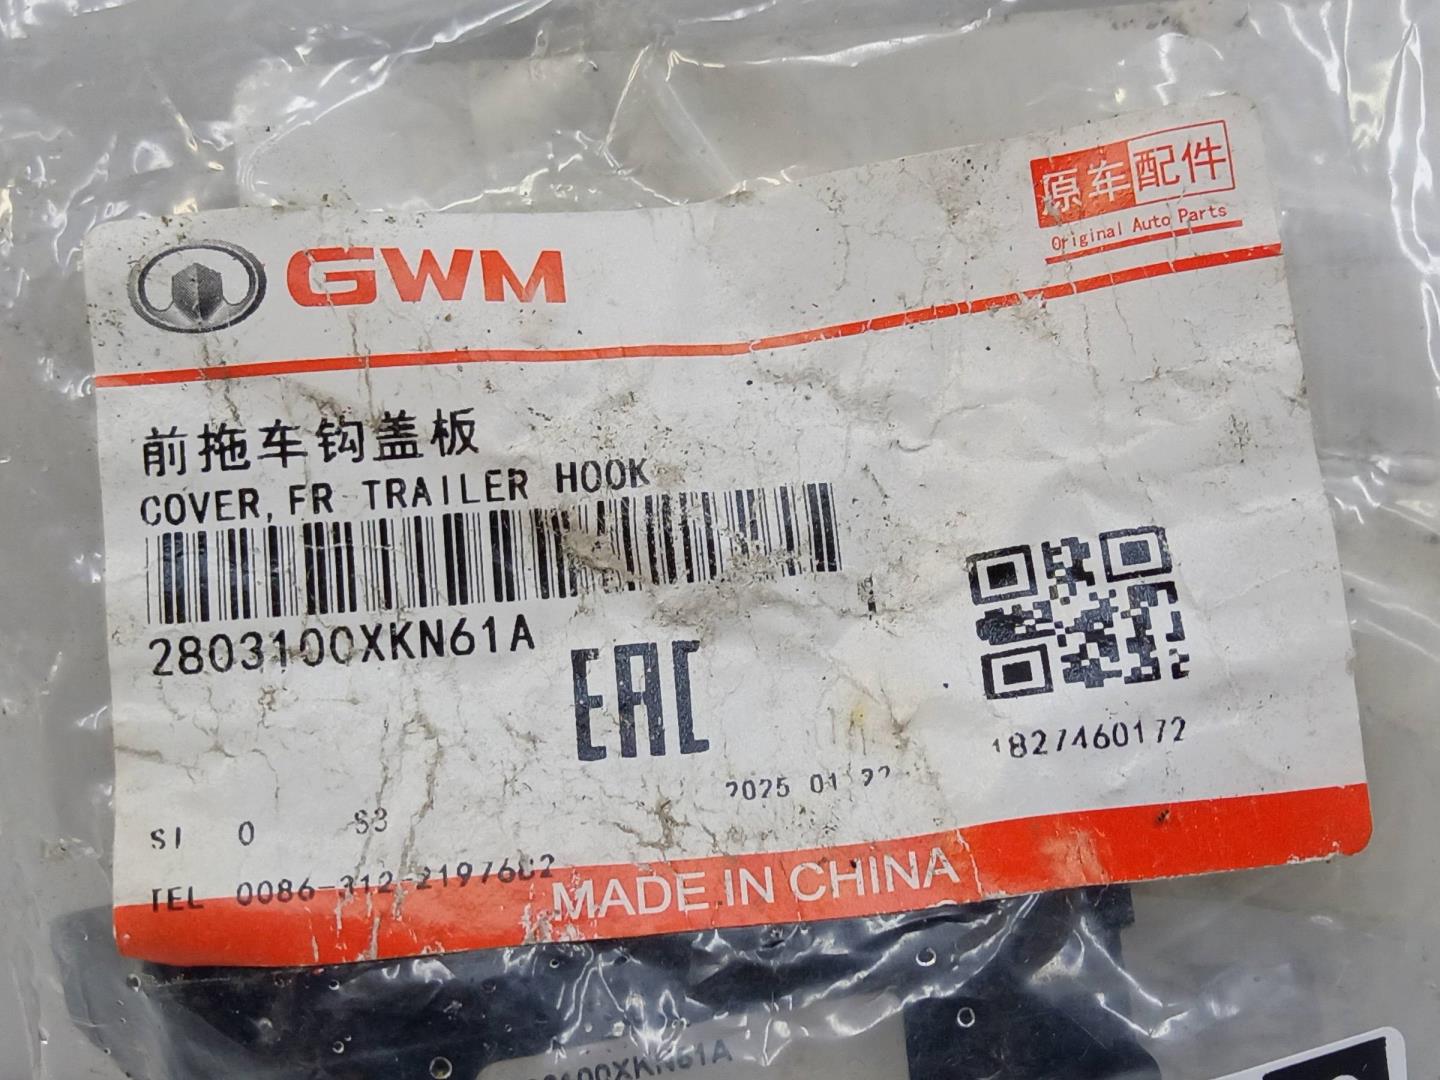 GWM
原车配件
Original Auto Parts
前拖车钩盖板
COVER, FR TRAILER HOOK
2803100XKN61A
EAC
1827460172
2025 01 22
SI 0 S3
TEL 0086-312-2197602
MADE IN CHINA
03100XKN61A